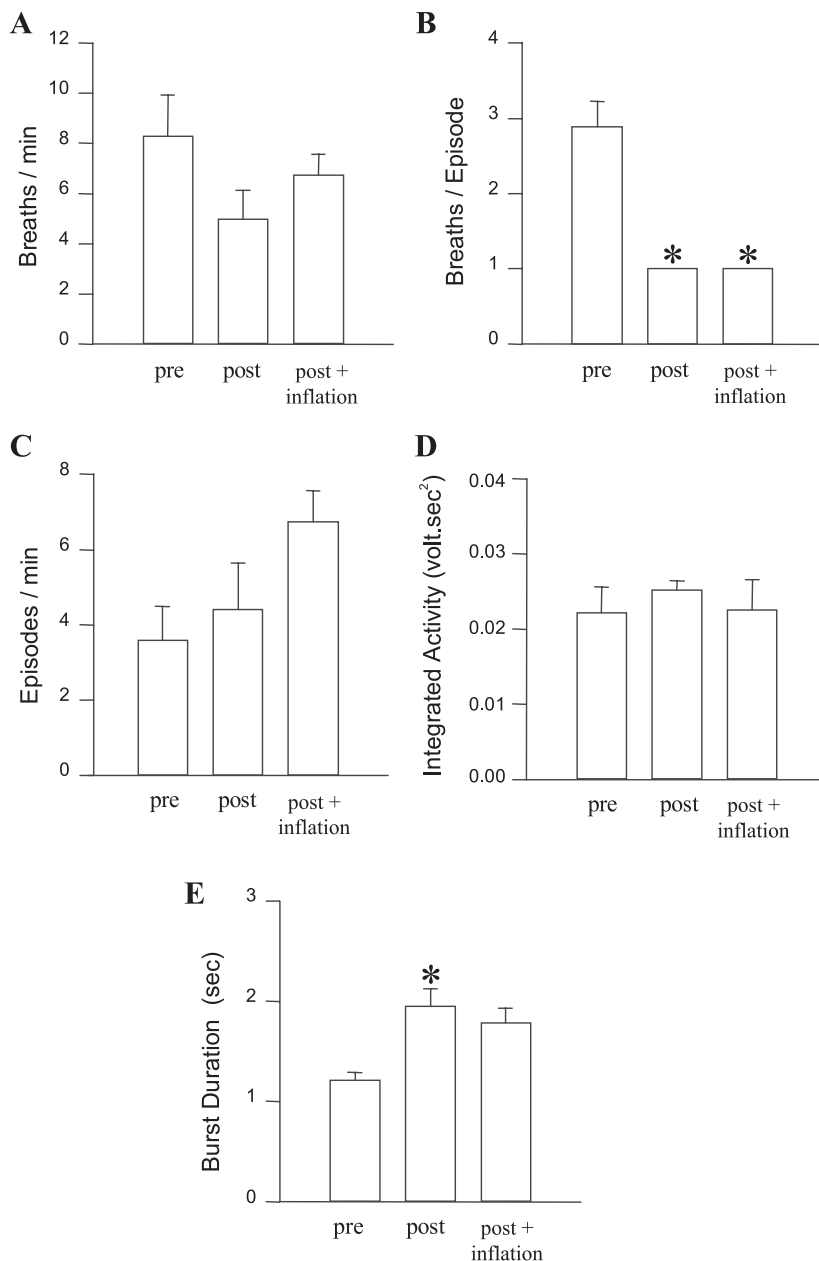 A
Breaths / min
12
10
8
6
4
2
0
pre
post
post +
inflation
B
Breaths / Episode
4
3
2
1
0
*
*
pre
post
post +
inflation
C
Episodes / min
8
6
4
2
0
pre
post
post +
inflation
D
Integrated Activity (volt.sec²)
0.04
0.03
0.02
0.01
0.00
pre
post
post +
inflation
E
Burst Duration (sec)
3
2
1
0
*
pre
post
post +
inflation